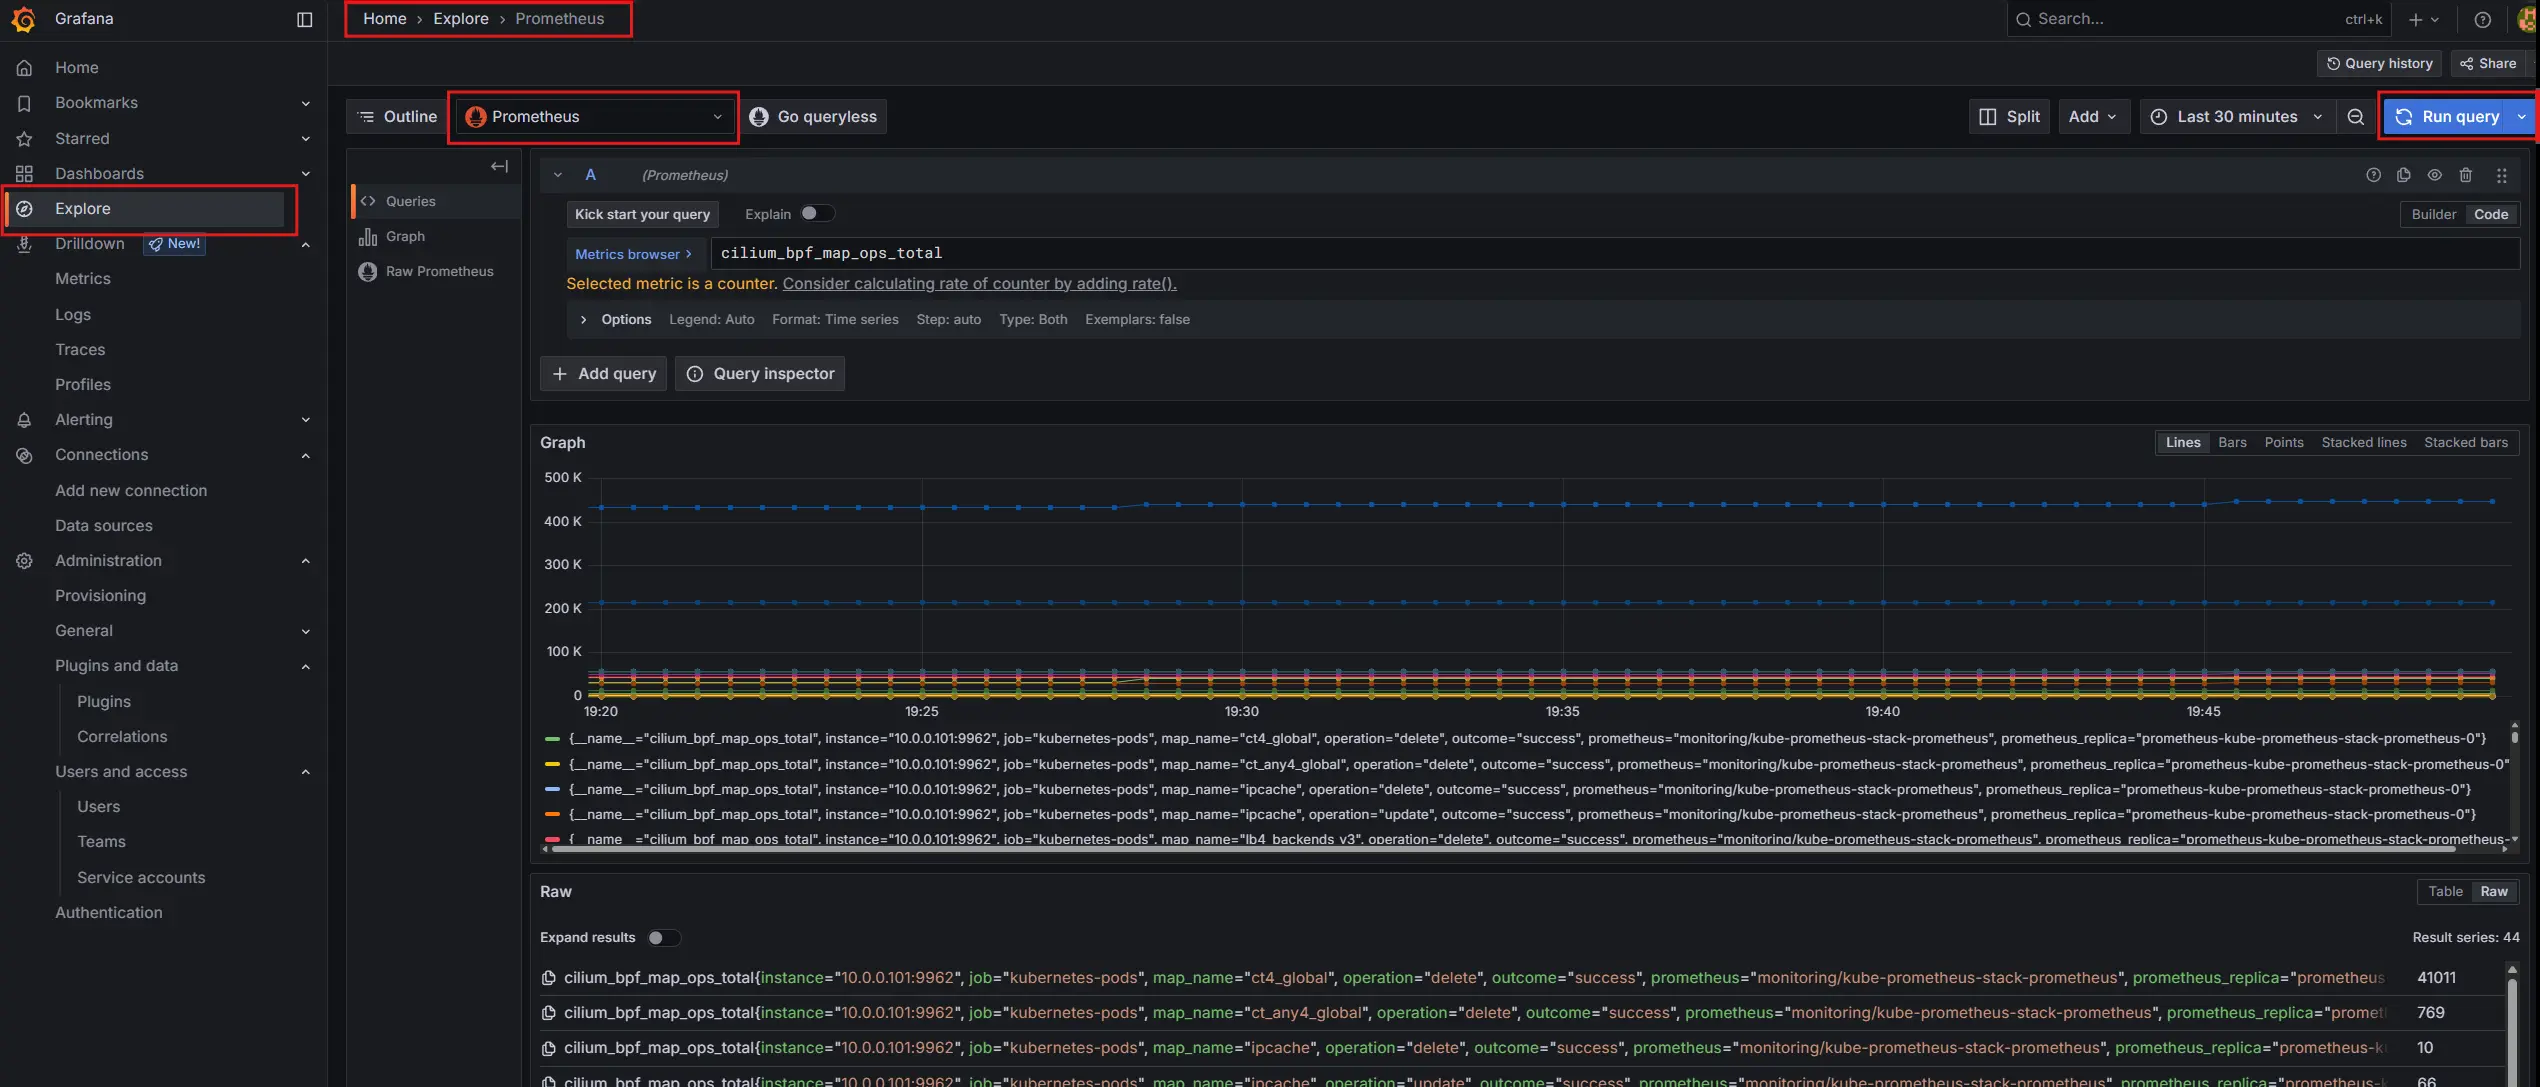 Grafana
Home › Explore › Prometheus
Search...
ctrl+k
Query history
Share
Home
Bookmarks
Starred
Dashboards
Explore
Drilldown
New!
Metrics
Logs
Traces
Profiles
Alerting
Connections
Add new connection
Data sources
Administration
Provisioning
General
Plugins and data
Plugins
Correlations
Users and access
Users
Teams
Service accounts
Authentication
Outline
Prometheus
Go queryless
Split
Add
Last 30 minutes
Run query
Queries
Graph
Raw Prometheus
A
(Prometheus)
Kick start your query
Explain
Builder
Code
Metrics browser >
cilium_bpf_map_ops_total
Selected metric is a counter. Consider calculating rate of counter by adding rate().
Options Legend: Auto Format: Time series Step: auto Type: Both Exemplars: false
+ Add query
Query inspector
Graph
Lines
Bars
Points
Stacked lines
Stacked bars
500 K
400 K
300 K
200 K
100 K
0
19:20
19:25
19:30
19:35
19:40
19:45
{__name__="cilium_bpf_map_ops_total", instance="10.0.0.101:9962", job="kubernetes-pods", map_name="ct4_global", operation="delete", outcome="success", prometheus="monitoring/kube-prometheus-stack-prometheus", prometheus_replica="prometheus-kube-prometheus-stack-prometheus-0"}
{__name__="cilium_bpf_map_ops_total", instance="10.0.0.101:9962", job="kubernetes-pods", map_name="ct_any4_global", operation="delete", outcome="success", prometheus="monitoring/kube-prometheus-stack-prometheus", prometheus_replica="prometheus-kube-prometheus-stack-prometheus-0"
{__name__="cilium_bpf_map_ops_total", instance="10.0.0.101:9962", job="kubernetes-pods", map_name="ipcache", operation="delete", outcome="success", prometheus="monitoring/kube-prometheus-stack-prometheus", prometheus_replica="prometheus-kube-prometheus-stack-prometheus-0"}
{__name__="cilium_bpf_map_ops_total", instance="10.0.0.101:9962", job="kubernetes-pods", map_name="ipcache", operation="update", outcome="success", prometheus="monitoring/kube-prometheus-stack-prometheus", prometheus_replica="prometheus-kube-prometheus-stack-prometheus-0"}
{__name__="cilium_bpf_map_ops_total", instance="10.0.0.101:9962", job="kubernetes-pods", map_name="lb4_backends_v3", operation="delete", outcome="success", prometheus="monitoring/kube-prometheus-stack-prometheus", prometheus_replica="prometheus-kube-prometheus-stack-prometheus-
Raw
Table
Raw
Expand results
Result series: 44
cilium_bpf_map_ops_total{instance="10.0.0.101:9962", job="kubernetes-pods", map_name="ct4_global", operation="delete", outcome="success", prometheus="monitoring/kube-prometheus-stack-prometheus", prometheus_replica="prometheus 41011
cilium_bpf_map_ops_total{instance="10.0.0.101:9962", job="kubernetes-pods", map_name="ct_any4_global", operation="delete", outcome="success", prometheus="monitoring/kube-prometheus-stack-prometheus", prometheus_replica="promet 769
cilium_bpf_map_ops_total{instance="10.0.0.101:9962", job="kubernetes-pods", map_name="ipcache", operation="delete", outcome="success", prometheus="monitoring/kube-prometheus-stack-prometheus", prometheus_replica="prometheus-k 10
cilium_bpf_map_ops_total{instance="10.0.0.101:9962", job="kubernetes-pods", map_name="ipcache", operation="update", outcome="success", prometheus="monitoring/kube-prometheus-stack-prometheus", prometheus_replica="prometheus- 66